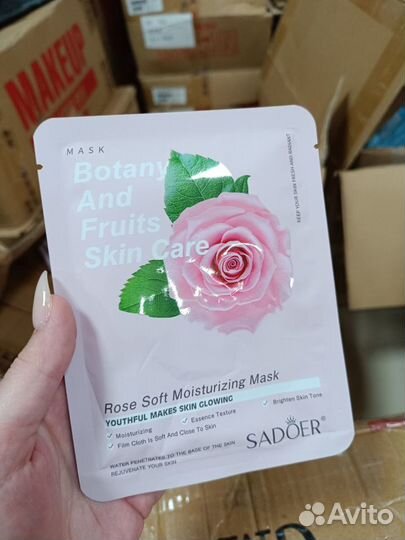 MAKEUP
MASK
Botany
And
Fruits
Skin Care
KEEP YOUR SKIN FRESH AND RADIANT
Rose Soft Moisturizing Mask
YOUTHFUL MAKES SKIN GLOWING
Moisturizing
Essence Texture
Brighten Skin Tone
Film Cloth Is Soft And Close To Skin
WATER PENETRATES TO THE BASE OF THE SKIN
REJUVENATE YOUR SKIN
SADOER®
Avito